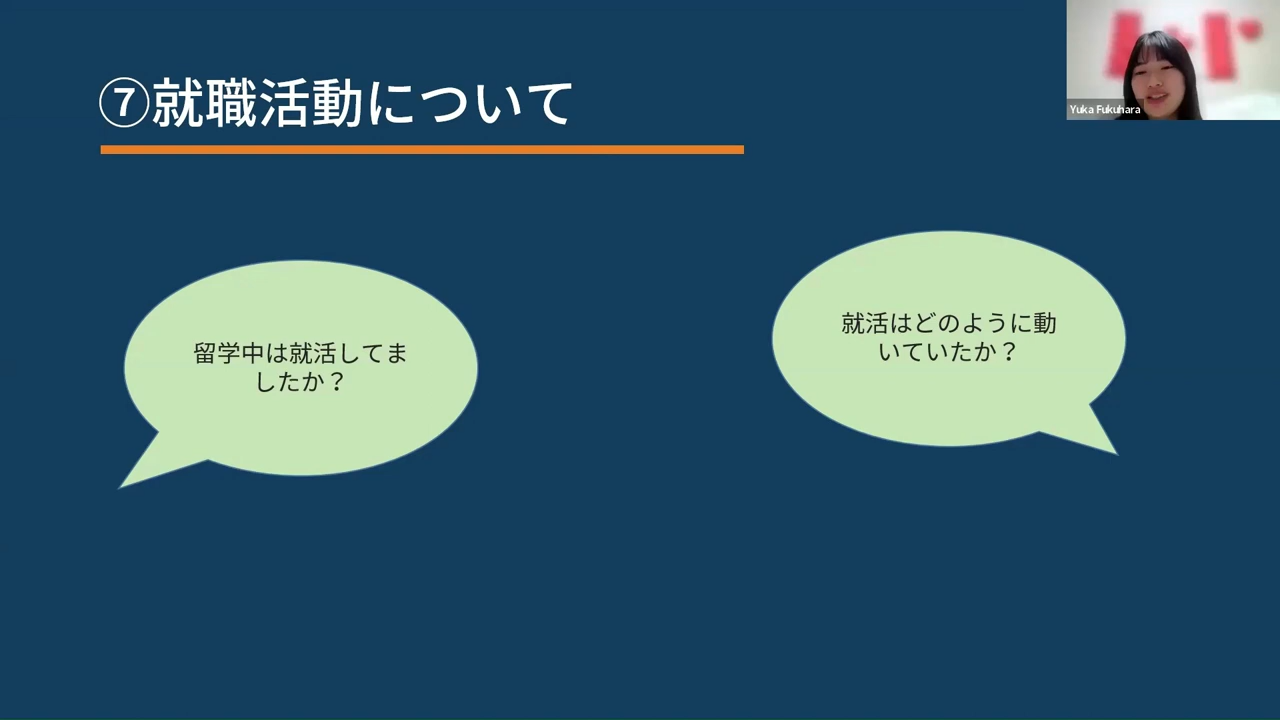 ⑦就職活動について
Yuka Fukuhara
留学中は就活してま
したか？
就活はどのように動
いていたか？